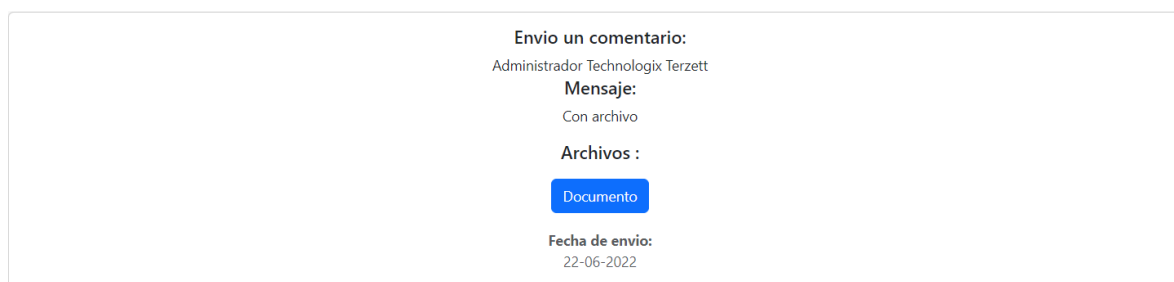 Envio un comentario:
Administrador Technologix Terzett
Mensaje:
Con archivo
Archivos :
Documento
Fecha de envio:
22-06-2022